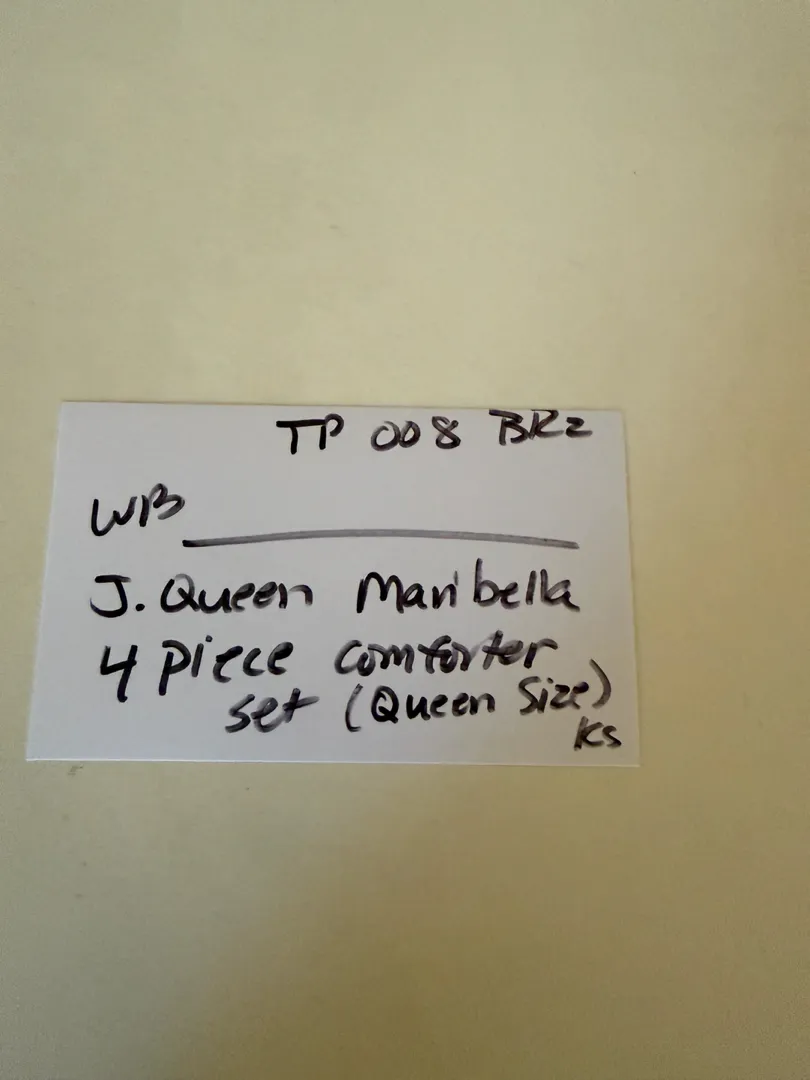 TP 008 BR2
WB
J. Queen Maribella
4 piece comforter
set (Queen Size)
KS